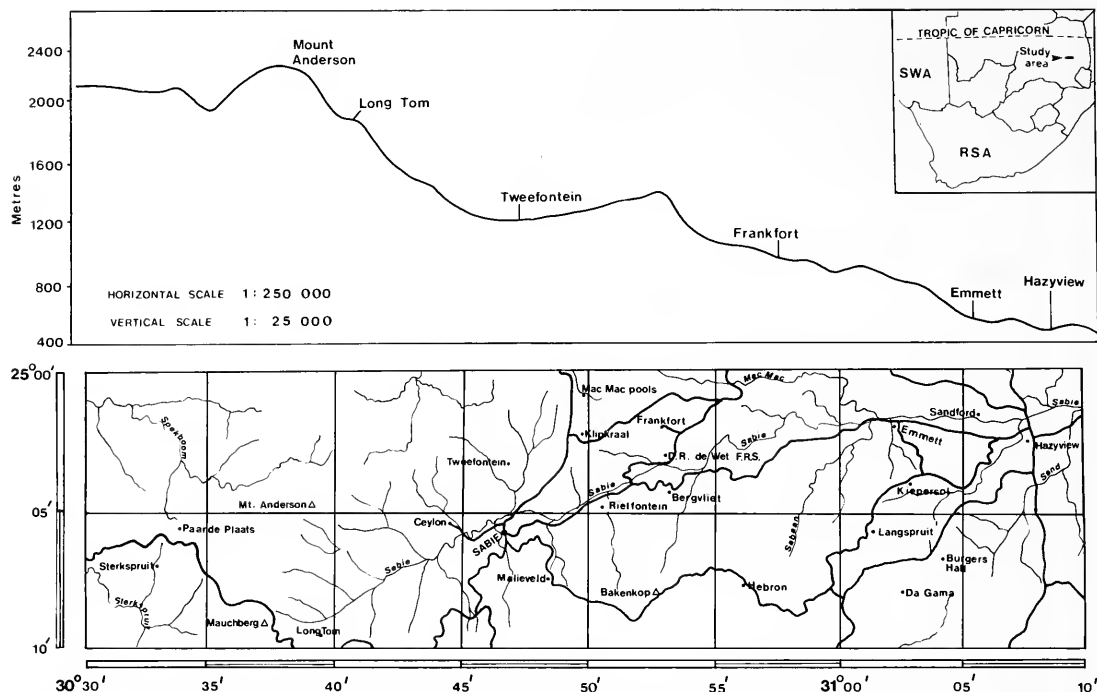 2400
2000
1600
1200
800
400
Metres
Mount
Anderson
Long Tom
Tweefontein
Frankfort
Emmett
Hazyview
HORIZONTAL SCALE 1: 250 000
VERTICAL SCALE 1: 25 000
TROPIC OF CAPRICORN
Study
area
SWA
RSA
25°00'
05'
10'
Mac Mac pools
Mac Mac
Sabie
Sandford
Frankfort
Klipkraal
Emmett
Hazyview
Spekboom
Tweefontein
Sabie
D.R. de Wet F.R.S.
Sand
Bergvliet
Kiepersol
Mt. Anderson
Sabie
Rietfontein
Ceylon
Paarde Plaats
SABIE
Sabaan
Langspruit
Sterkspruit
Sabie
Malieveld
Burgers
Hall
Hebron
Bakenkop
Da Gama
Sterkspruit
Mauchberg
Long Tom
30°30'
35'
40'
45'
50'
55'
31°00'
05'
10'